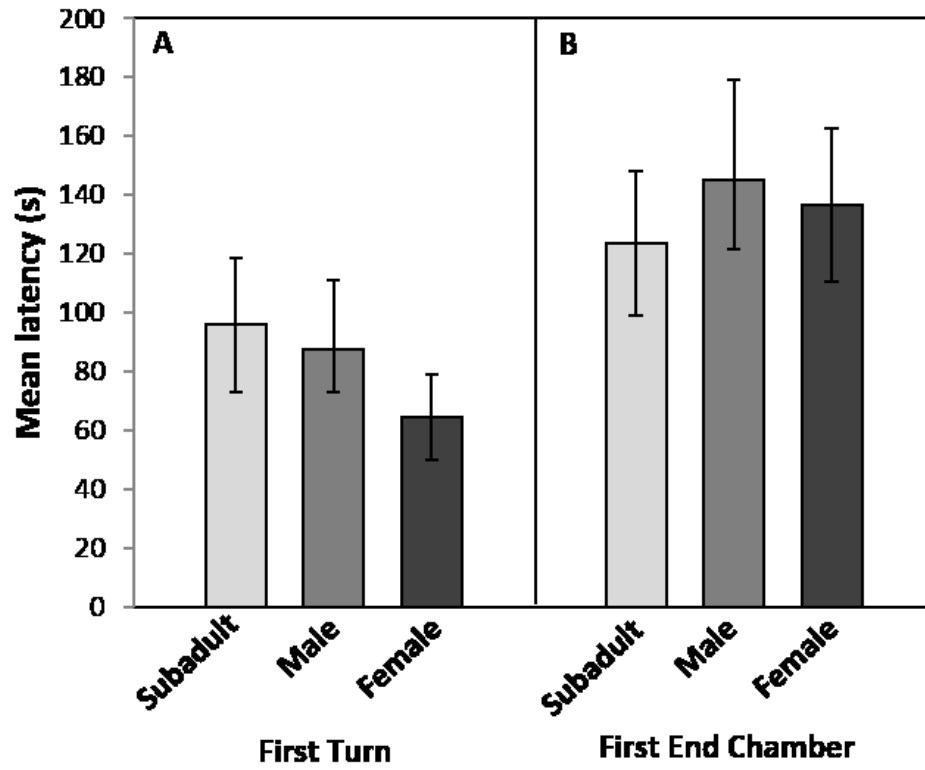 A
B
Mean latency (s)
200
180
160
140
120
100
80
60
40
20
0
Subadult
Male
Female
Subadult
Male
Female
First Turn
First End Chamber